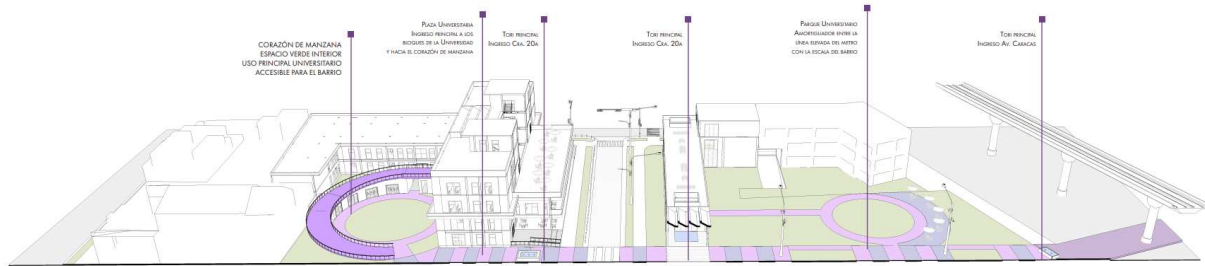 CORAZÓN DE MANZANA
ESPACIO VERDE INTERIOR
USO PRINCIPAL UNIVERSITARIO
ACCESIBLE PARA EL BARRIO
PLAZA UNIVERSITARIA
INGRESO PRINCIPAL A LOS
BLOQUES DE LA UNIVERSIDAD
Y HACIA EL CORAZÓN DE MANZANA
TORI PRINCIPAL
INGRESO CRA. 20A
TORI PRINCIPAL
INGRESO CRA. 20A
PARQUE UNIVERSITARIO
AMORTIGUADOR ENTRE LA
LÍNEA ELEVADA DEL METRO
CON LA ESCALA DEL BARRIO
TORI PRINCIPAL
INGRESO AV. CARACAS